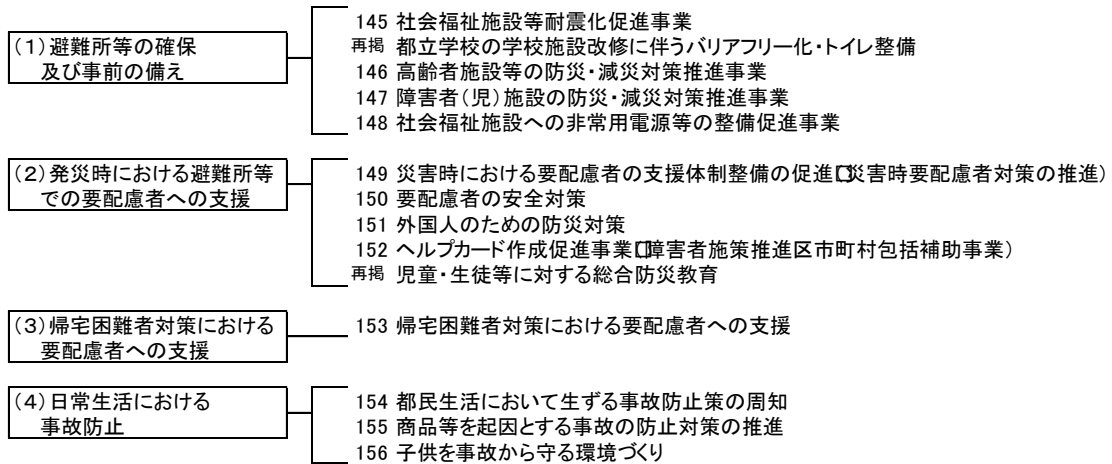 (1)避難所等の確保
及び事前の備え
145 社会福祉施設等耐震化促進事業
再掲 都立学校の学校施設改修に伴うバリアフリー化・トイレ整備
146 高齢者施設等の防災・減災対策推進事業
147 障害者(児)施設の防災・減災対策推進事業
148 社会福祉施設への非常用電源等の整備促進事業
(2)発災時における避難所等
での要配慮者への支援
149 災害時における要配慮者の支援体制整備の促進 災害時要配慮者対策の推進)
150 要配慮者の安全対策
151 外国人のための防災対策
152 ヘルプカード作成促進事業 障害者施策推進区市町村包括補助事業)
再掲 児童・生徒等に対する総合防災教育
(3)帰宅困難者対策における
要配慮者への支援
153 帰宅困難者対策における要配慮者への支援
(4)日常生活における
事故防止
154 都民生活において生ずる事故防止策の周知
155 商品等を起因とする事故の防止対策の推進
156 子供を事故から守る環境づくり